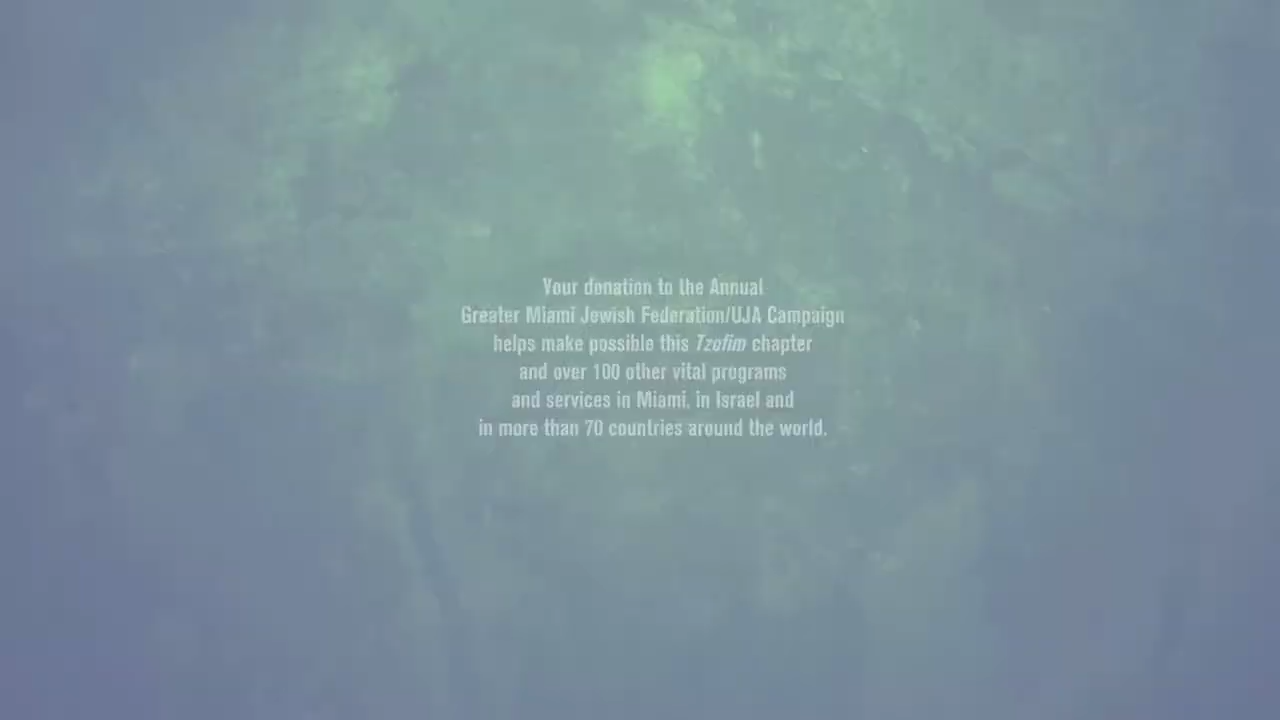 Your donation to the Annual
Greater Miami Jewish Federation/UJA Campaign
helps make possible this Tzofim chapter
and over 100 other vital programs
and services in Miami, in Israel and
in more than 70 countries around the world.